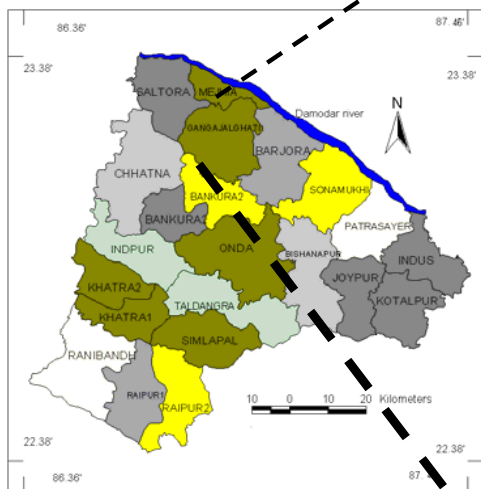 86.36'
87.46'
23.38'
23.38'
MEJIA
SALTORA
N
Damodar river
GANGAJALGHATI
BARJORA
CHHATNA
SONAMUKHI
BANKURA2
BANKURA2
PATRASAYER
INDPUR
ONDA
BISHANAPUR
INDUS
JOYPUR
KHATRA2
KOTALPUR
TALDANGRA
KHATRA1
SIMLAPAL
RANIBANDH
RAIPUR1
RAIPUR2
10 0 10 20 Kilometers
22.38'
22.38'
86.36'